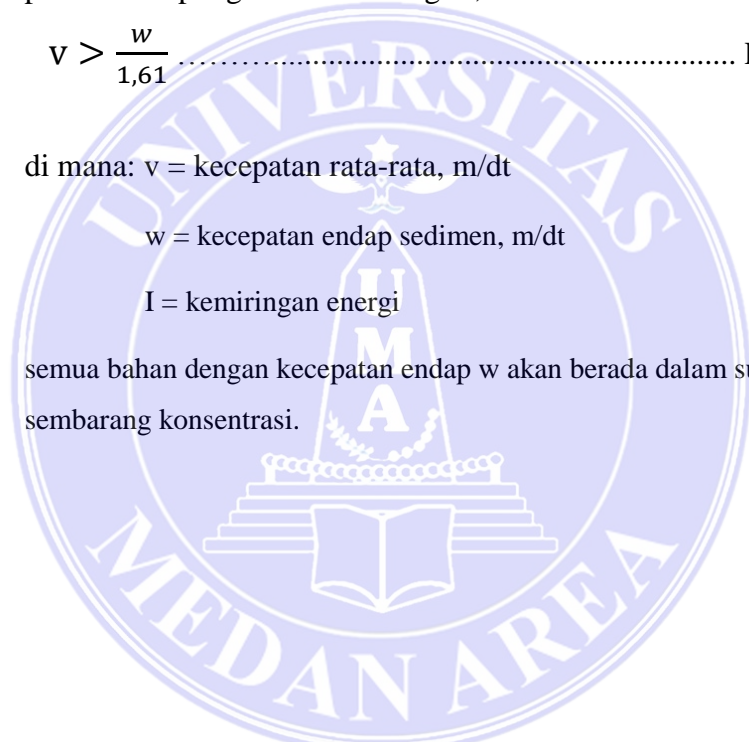 v > w/1,61 ........................................................................
di mana: v = kecepatan rata-rata, m/dt
w = kecepatan endap sedimen, m/dt
I = kemiringan energi
semua bahan dengan kecepatan endap w akan berada dalam
sembarang konsentrasi.
UNIVERSITAS
UMA
MEDAN AREA